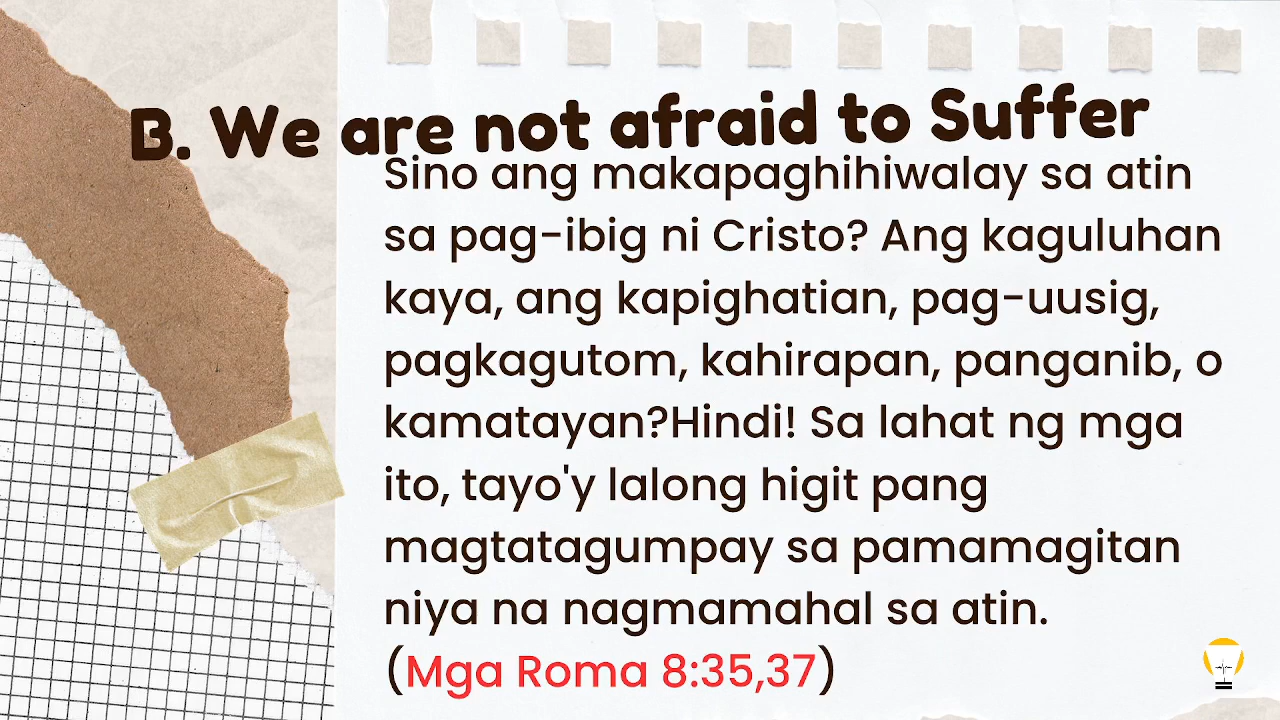 B. We are not afraid to Suffer
Sino ang makapaghihiwalay sa atin
sa pag-ibig ni Cristo? Ang kaguluhan
kaya, ang kapighatian, pag-uusig,
pagkagutom, kahirapan, panganib, o
kamatayan?Hindi! Sa lahat ng mga
ito, tayo'y lalong higit pang
magtatagumpay sa pamamagitan
niya na nagmamahal sa atin.
(Mga Roma 8:35,37)